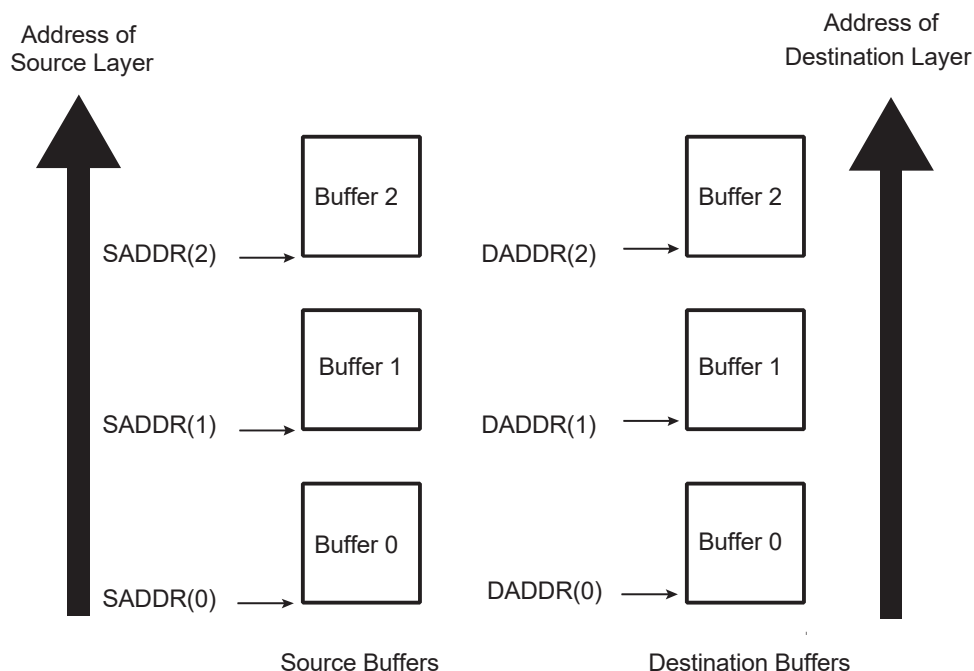 Address of
Source Layer
Address of
Destination Layer
Buffer 2
Buffer 2
SADDR(2)
DADDR(2)
Buffer 1
Buffer 1
SADDR(1)
DADDR(1)
Buffer 0
Buffer 0
SADDR(0)
DADDR(0)
Source Buffers
Destination Buffers